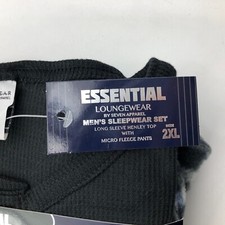 ESSENTIAL
LOUNGEWEAR
BY SEVEN APPAREL
MEN'S SLEEPWEAR SET
LONG SLEEVE HENLEY TOP
WITH
MICRO FLEECE PANTS
SIZE
2XL